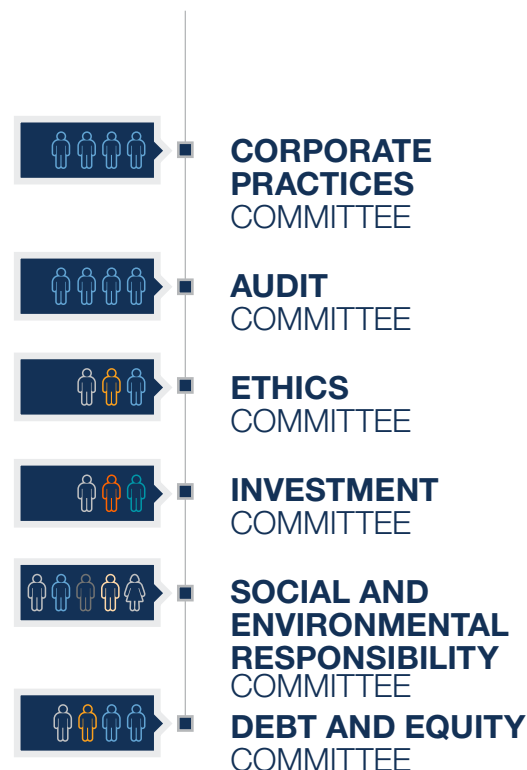 CORPORATE
PRACTICES
COMMITTEE
AUDIT
COMMITTEE
ETHICS
COMMITTEE
INVESTMENT
COMMITTEE
SOCIAL AND
ENVIRONMENTAL
RESPONSIBILITY
COMMITTEE
DEBT AND EQUITY
COMMITTEE